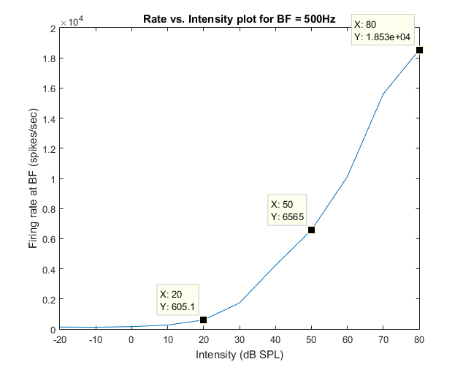 Rate vs. Intensity plot for BF = 500Hz
×10^4
X: 80
Y: 1.853e+04
2
1.8
1.6
1.4
1.2
1
0.8
0.6
0.4
0.2
0
Firing rate at BF (spikes/sec)
X: 50
Y: 6565
X: 20
Y: 605.1
-20 -10 0 10 20 30 40 50 60 70 80
Intensity (dB SPL)